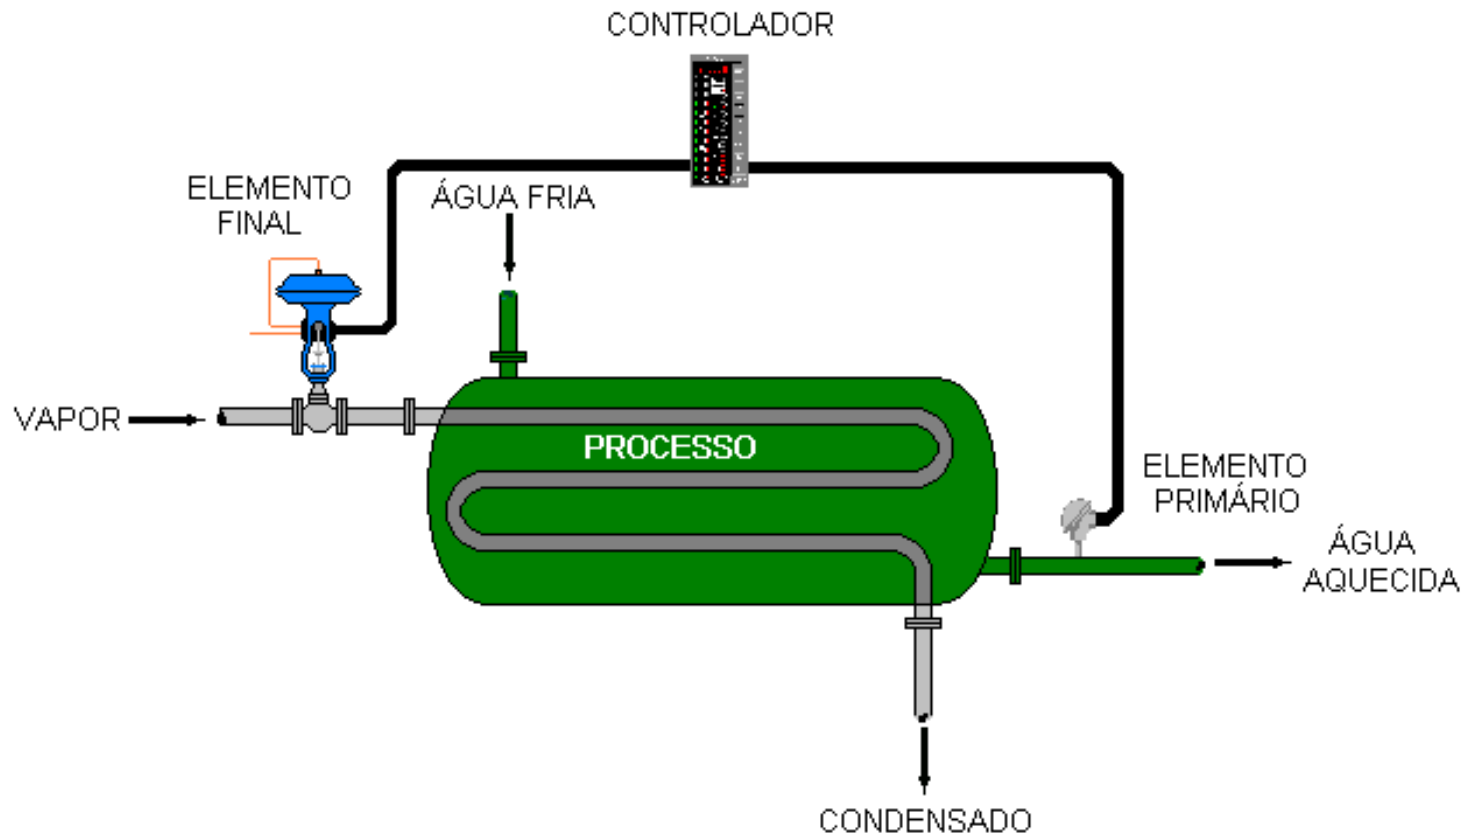 CONTROLADOR
ELEMENTO
FINAL
ÁGUA FRIA
VAPOR
PROCESSO
ELEMENTO
PRIMÁRIO
ÁGUA
AQUECIDA
CONDENSADO